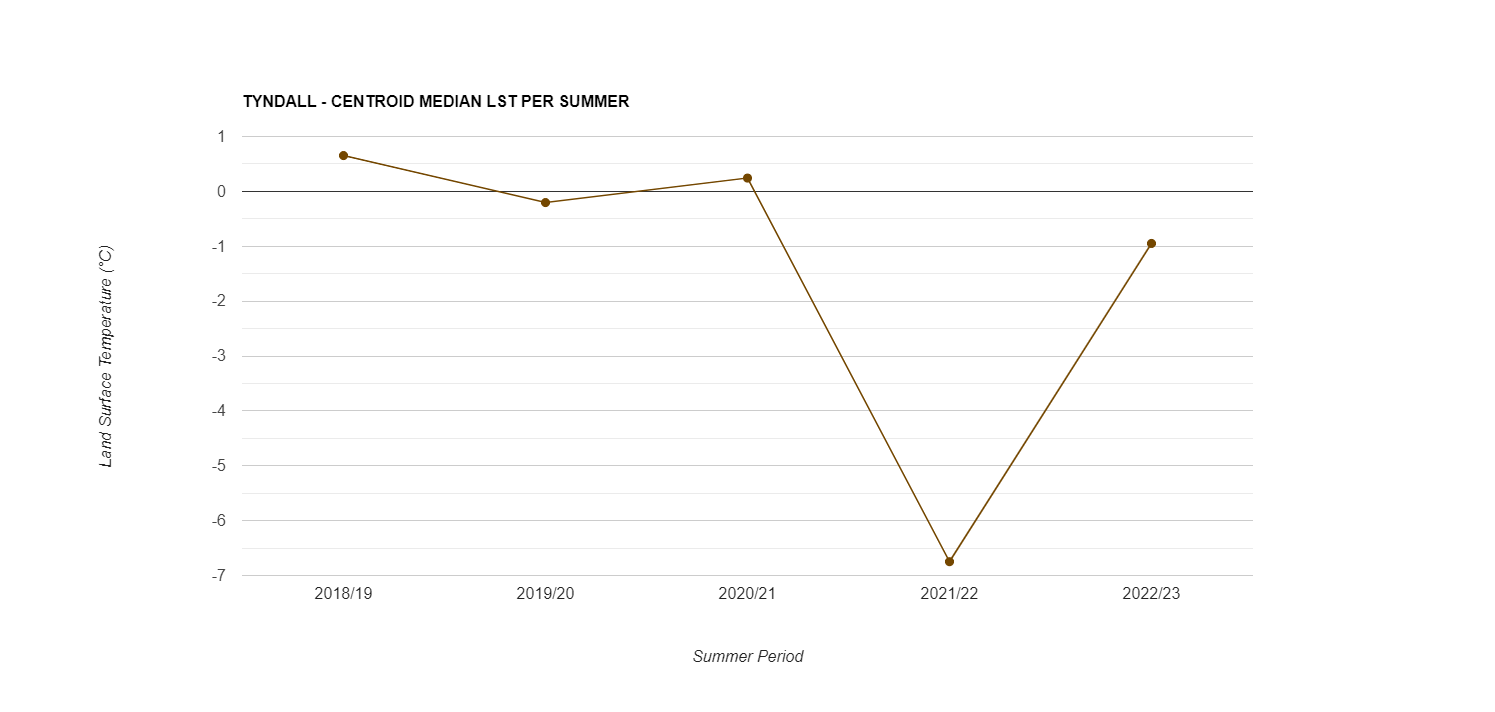 TYNDALL - CENTROID MEDIAN LST PER SUMMER
1
0
-1
-2
-3
-4
-5
-6
-7
Land Surface Temperature (°C)
2018/19 2019/20 2020/21 2021/22 2022/23
Summer Period